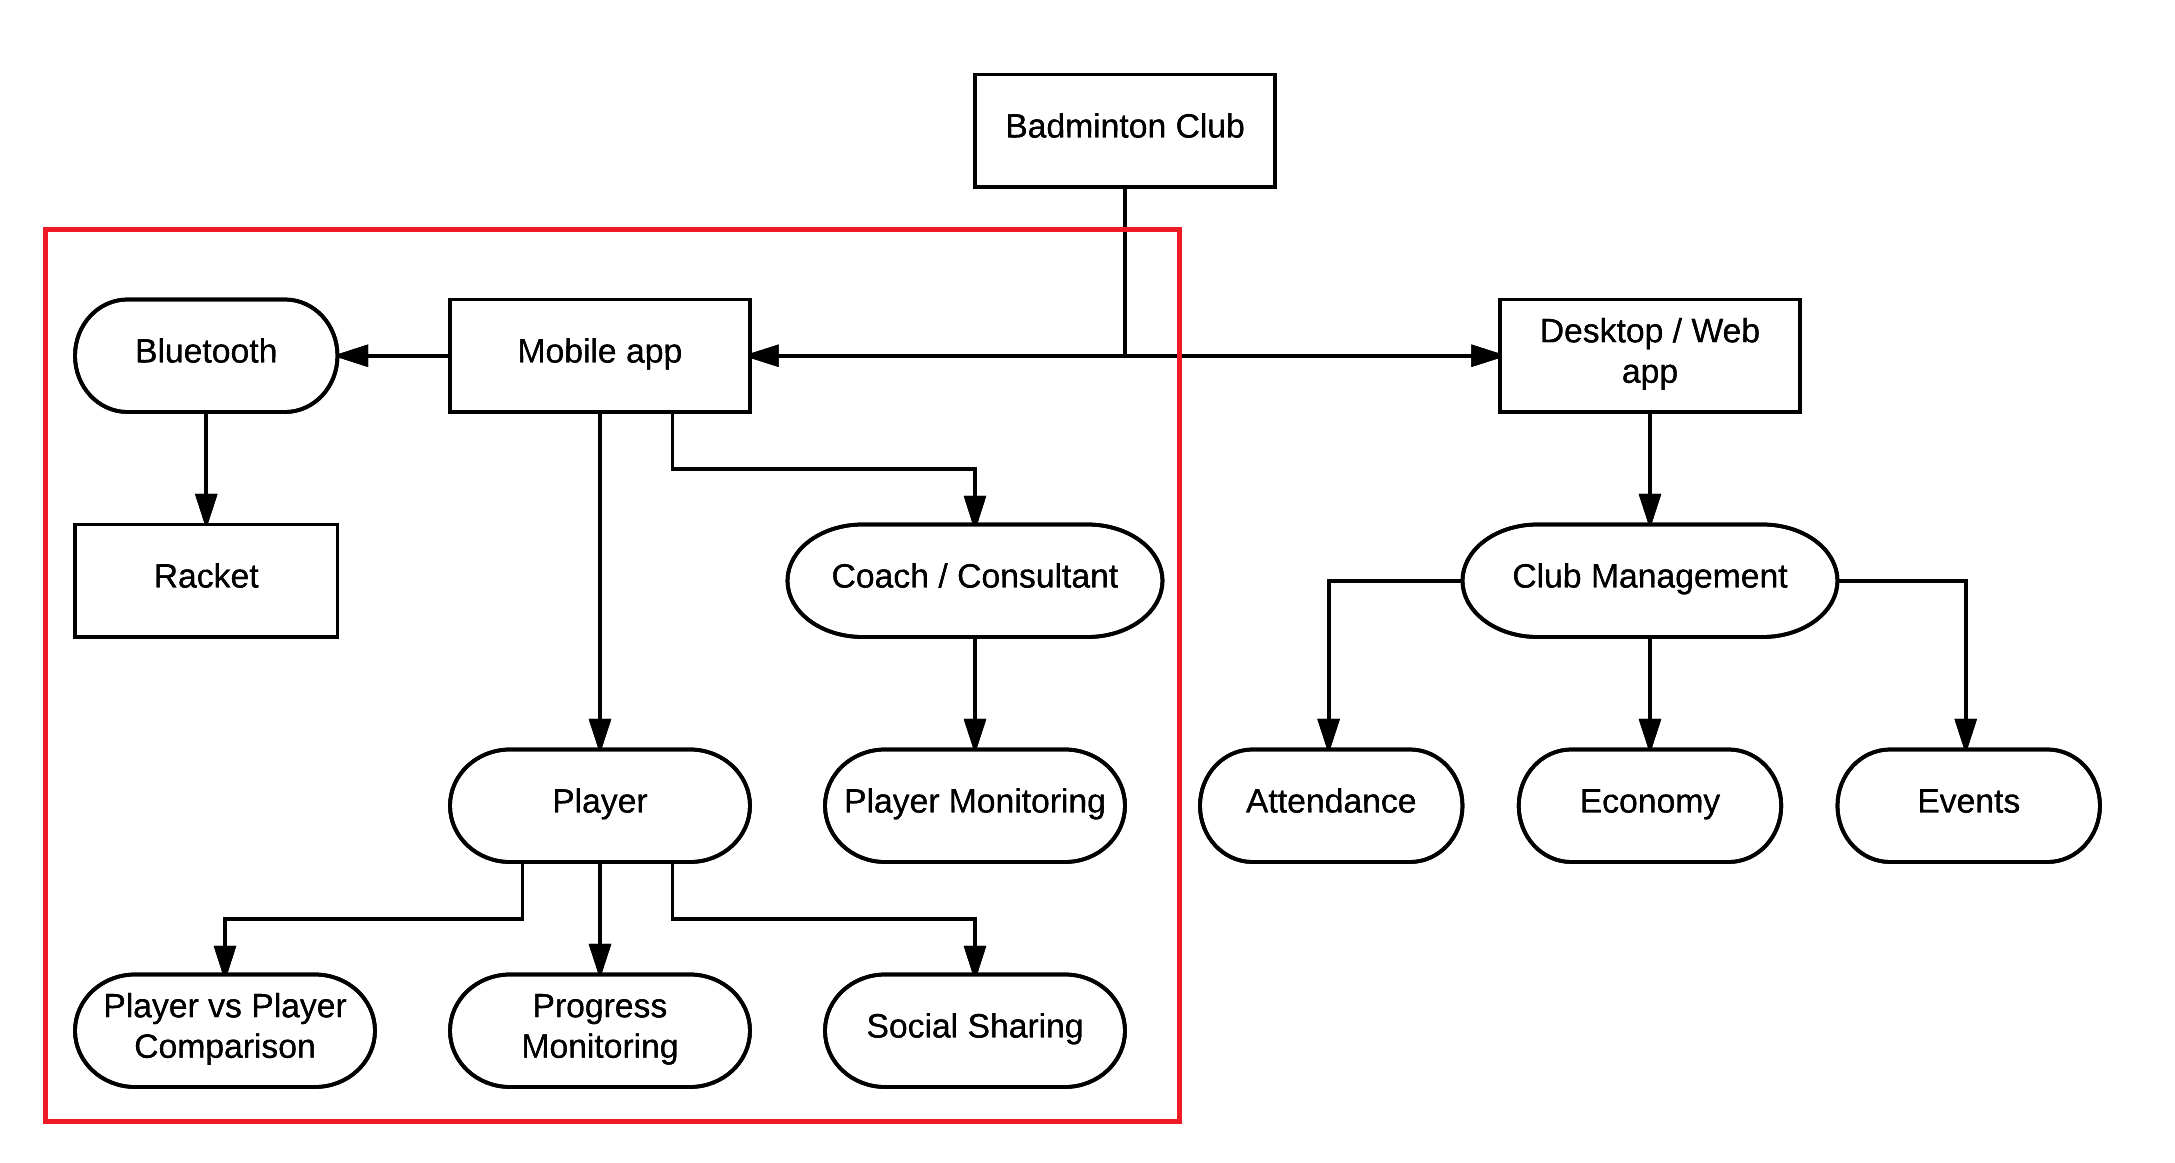 Badminton Club
Bluetooth
Mobile app
Desktop / Web
app
Racket
Coach / Consultant
Club Management
Player
Player Monitoring
Attendance
Economy
Events
Player vs Player
Comparison
Progress
Monitoring
Social Sharing